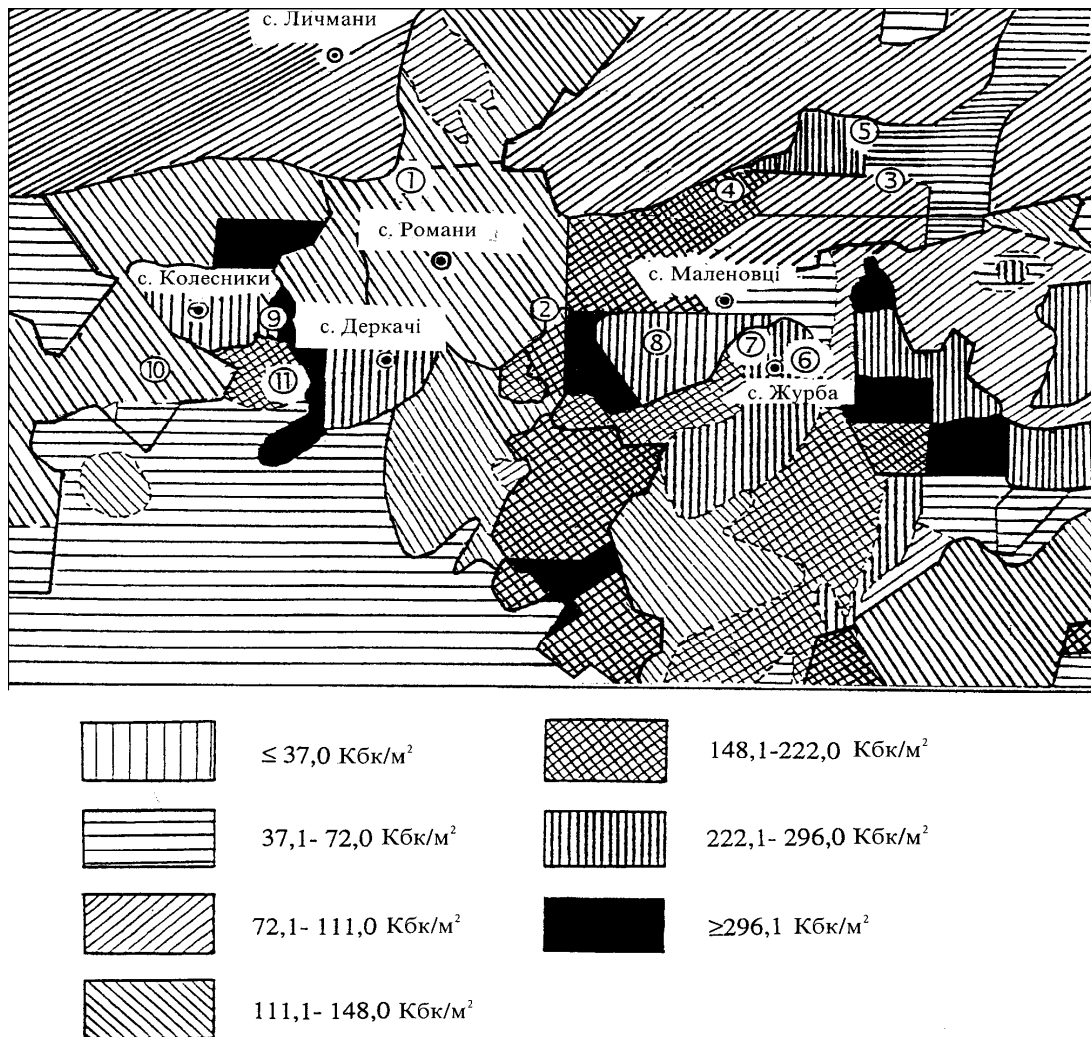 с. Личмани
⑤
① ④ ③
с. Романи
с. Маленовці
с. Колесники
⑨ с. Деркачі ②
⑧ ⑦ ⑥
⑩ ⑪
с. Журба
≤ 37,0 Кбк/м²
148,1-222,0 Кбк/м²
37,1- 72,0 Кбк/м²
222,1- 296,0 Кбк/м²
72,1- 111,0 Кбк/м²
≥296,1 Кбк/м²
111,1- 148,0 Кбк/м²